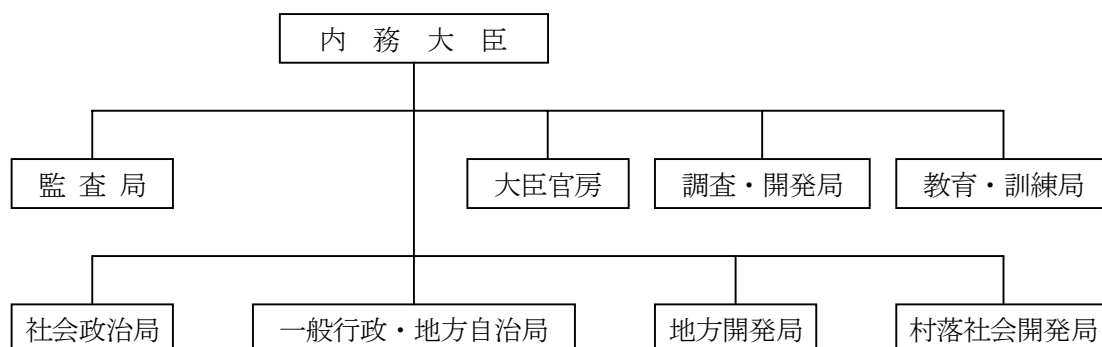 内 務 大 臣
監 査 局
大臣官房
調査・開発局
教育・訓練局
社会政治局
一般行政・地方自治局
地方開発局
村落社会開発局